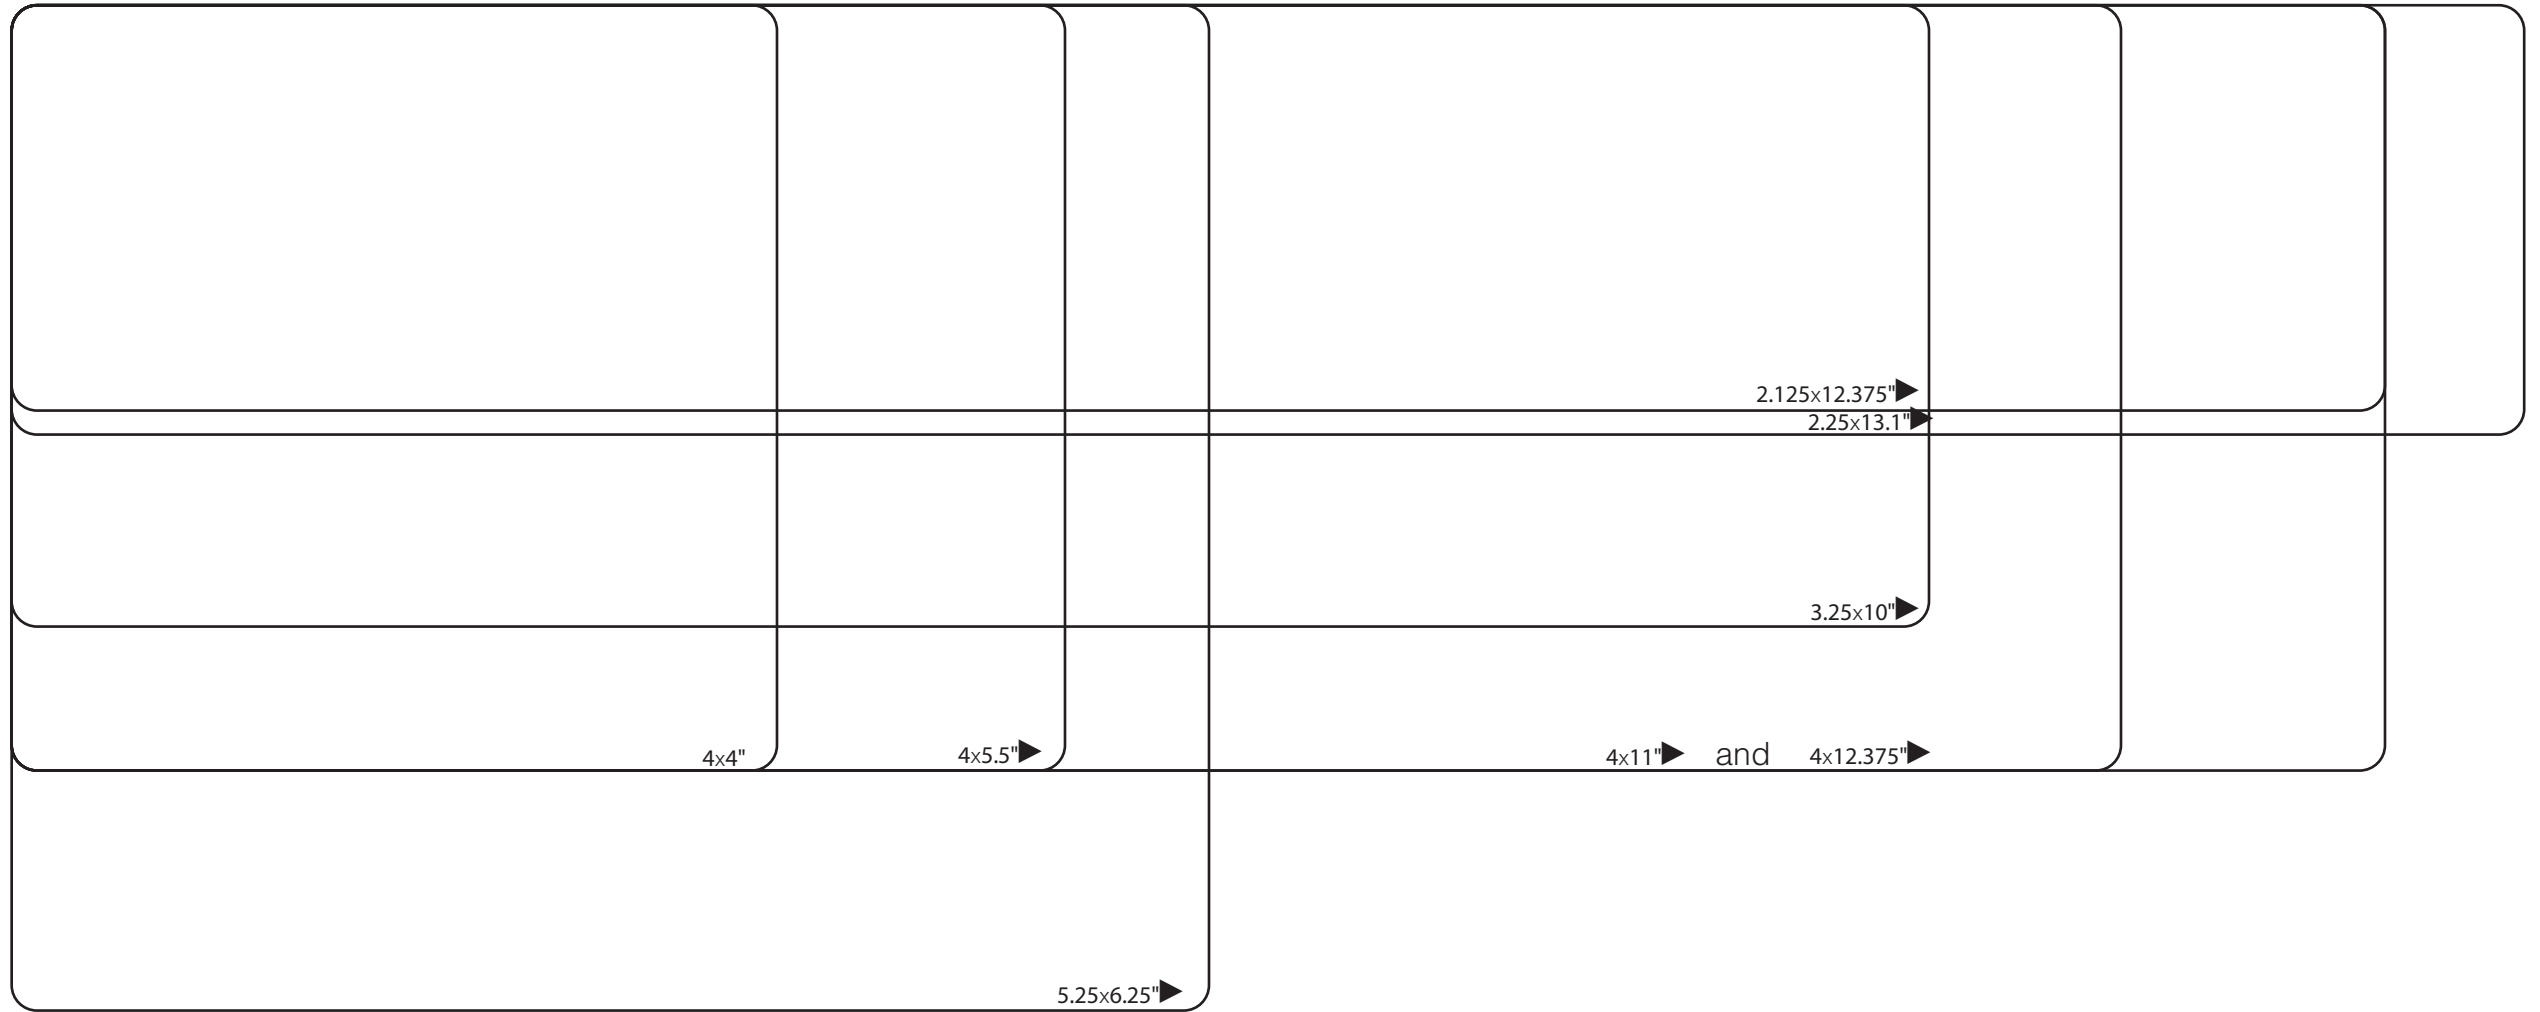 2.125x12.375"
2.25x13.1"
3.25x10"
4x4" 4x5.5" 4x11" and 4x12.375"
5.25x6.25"